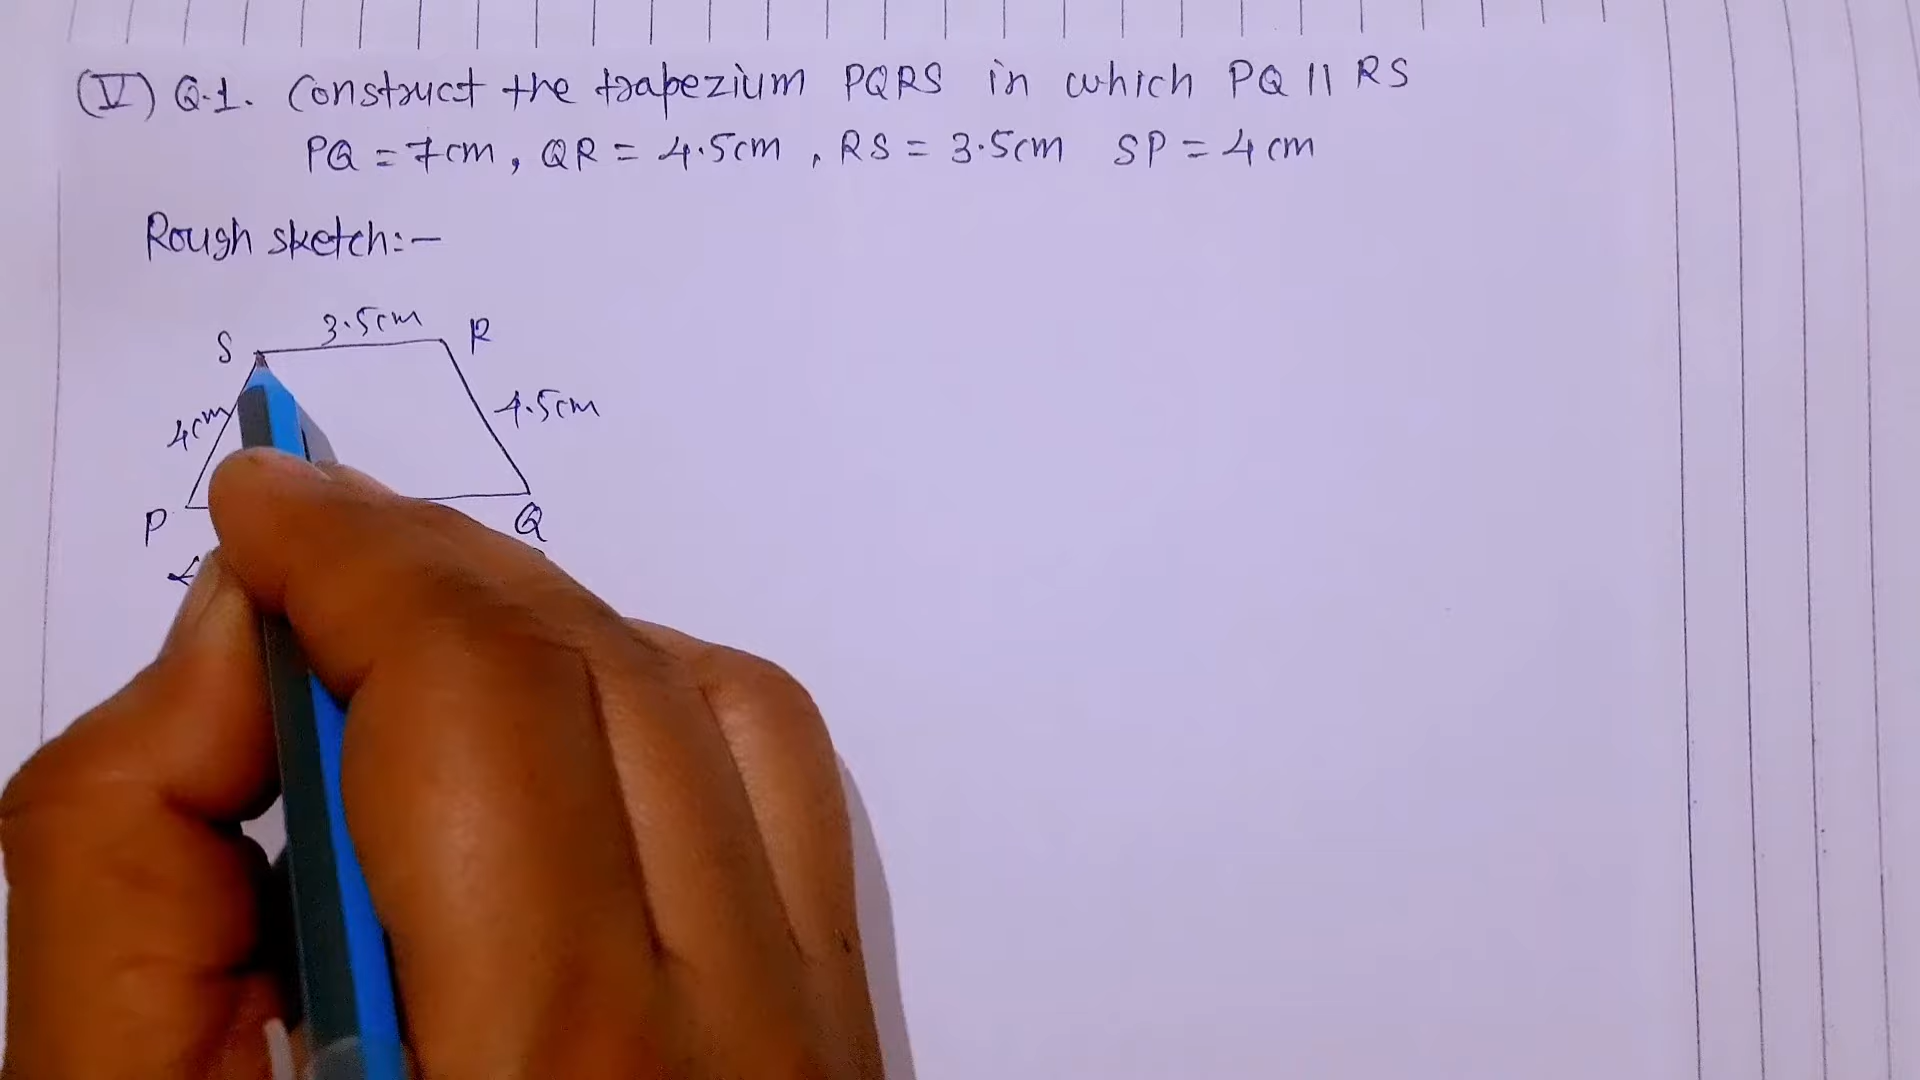 (V) Q.1. Construct the trapezium PQRS in which PQ || RS
PQ = 7cm, QR = 4.5cm, RS = 3.5cm SP = 4cm
Rough sketch:-
3.5cm
S R
4cm 4.5cm
P Q